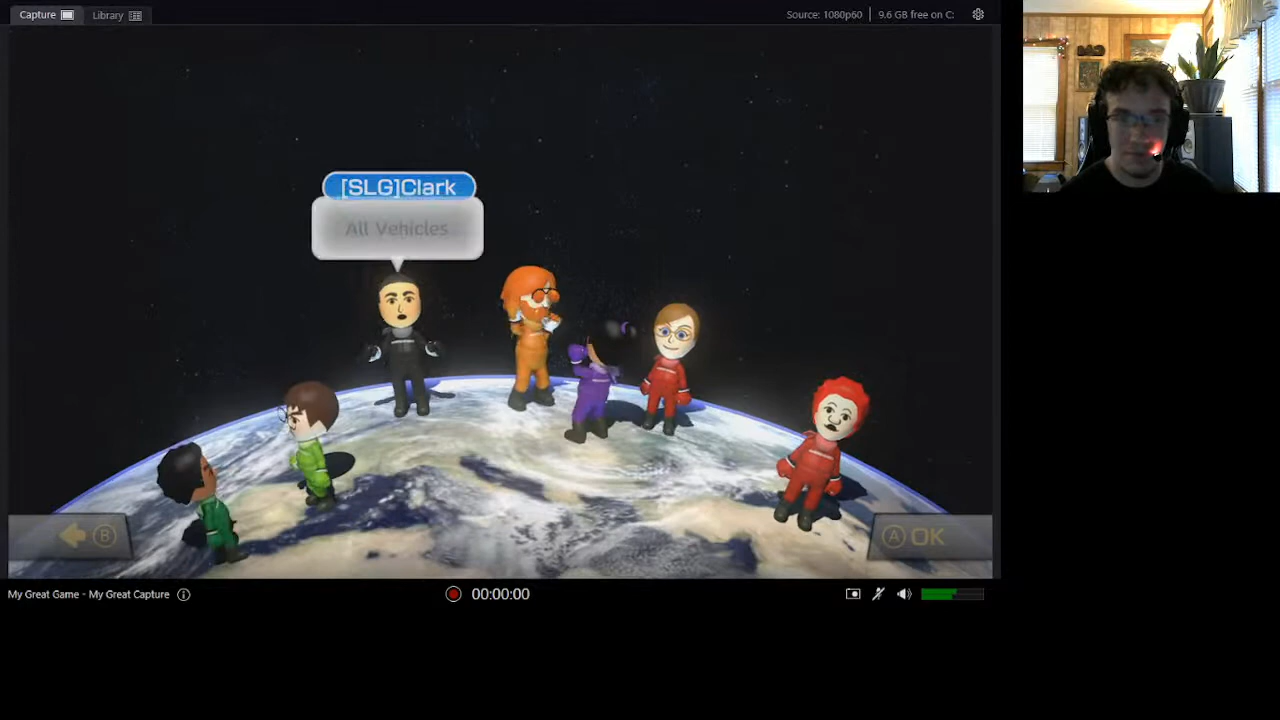 Capture
Library
Source: 1080p60
9.6 GB free on C:
[SLG]Clark
All Vehicles
B
A OK
My Great Game - My Great Capture
00:00:00